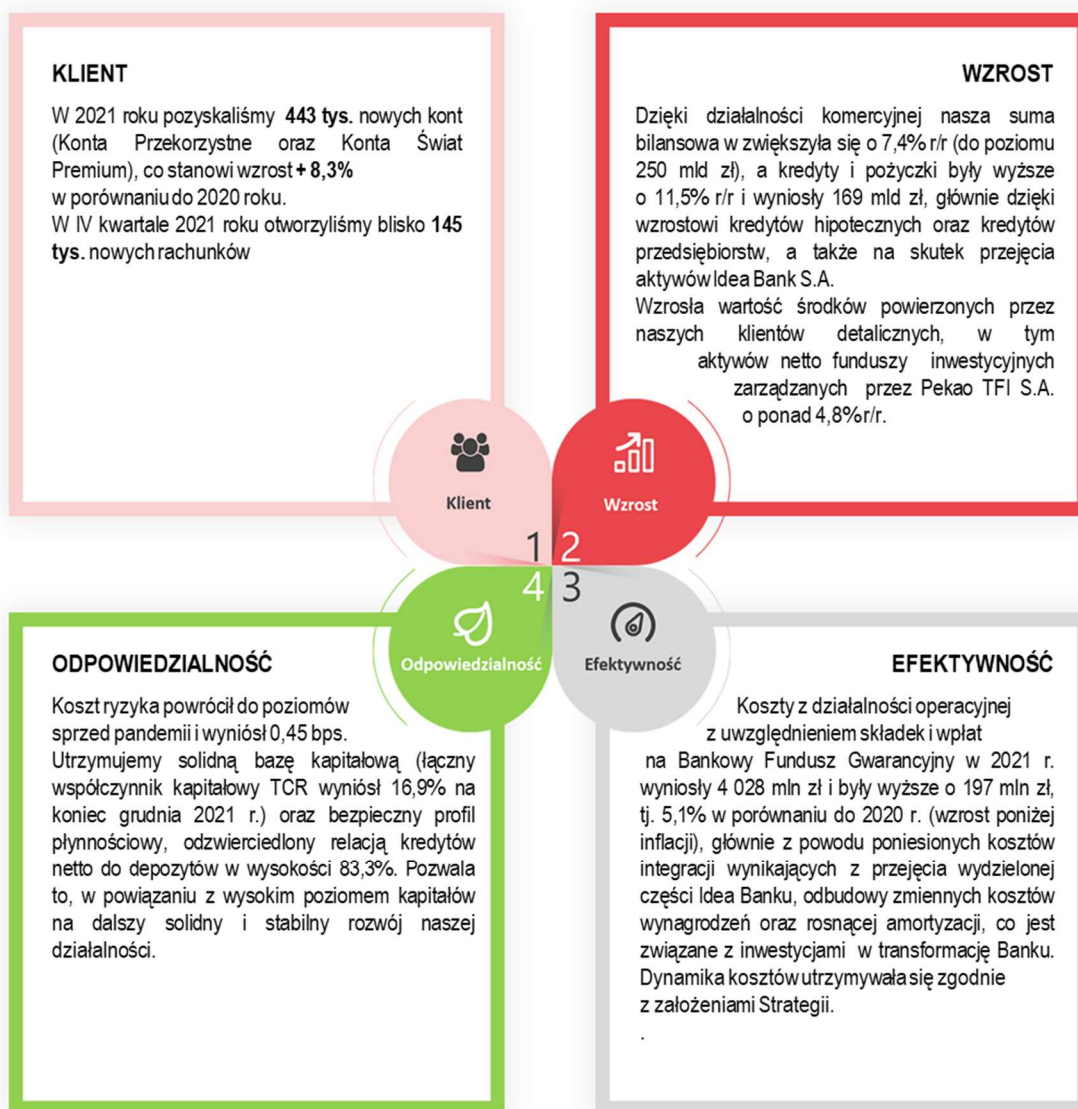 KLIENT
W 2021 roku pozyskaliśmy 443 tys. nowych kont
(Konta Przekorzystne oraz Konta Świat
Premium), co stanowi wzrost + 8,3%
w porównaniu do 2020 roku.
W IV kwartale 2021 roku otworzyliśmy blisko 145
tys. nowych rachunków
WZROST
Dzięki działalności komercyjnej nasza suma
bilansowa w zwiększyła się o 7,4% r/r (do poziomu
250 mld zł), a kredyty i pożyczki były wyższe
o 11,5% r/r i wyniosły 169 mld zł, głównie dzięki
wzrostowi kredytów hipotecznych oraz kredytów
przedsiębiorstw, a także na skutek przejęcia
aktywów Idea Bank S.A.
Wzrosła wartość środków powierzonych przez
naszych klientów detalicznych, w tym
aktywów netto funduszy inwestycyjnych
zarządzanych przez Pekao TFI S.A.
o ponad 4,8% r/r.
Klient
Wzrost
1 2
4 3
Odpowiedzialność
Efektywność
ODPOWIEDZIALNOŚĆ
Koszt ryzyka powrócił do poziomów
sprzed pandemii i wyniósł 0,45 bps.
Utrzymujemy solidną bazę kapitałową (łączny
współczynnik kapitałowy TCR wyniósł 16,9% na
koniec grudnia 2021 r.) oraz bezpieczny profil
płynnościowy, odzwierciedlony relacją kredytów
netto do depozytów w wysokości 83,3%. Pozwala
to, w powiązaniu z wysokim poziomem kapitałów
na dalszy solidny i stabilny rozwój naszej
działalności.
EFEKTYWNOŚĆ
Koszty z działalności operacyjnej
z uwzględnieniem składek i wpłat
na Bankowy Fundusz Gwarancyjny w 2021 r.
wyniosły 4 028 mln zł i były wyższe o 197 mln zł,
tj. 5,1% w porównaniu do 2020 r. (wzrost poniżej
inflacji), głównie z powodu poniesionych kosztów
integracji wynikających z przejęcia wydzielonej
części Idea Banku, odbudowy zmiennych kosztów
wynagrodzeń oraz rosnącej amortyzacji, co jest
związane z inwestycjami w transformację Banku.
Dynamika kosztów utrzymywała się zgodnie
z założeniami Strategii.
.